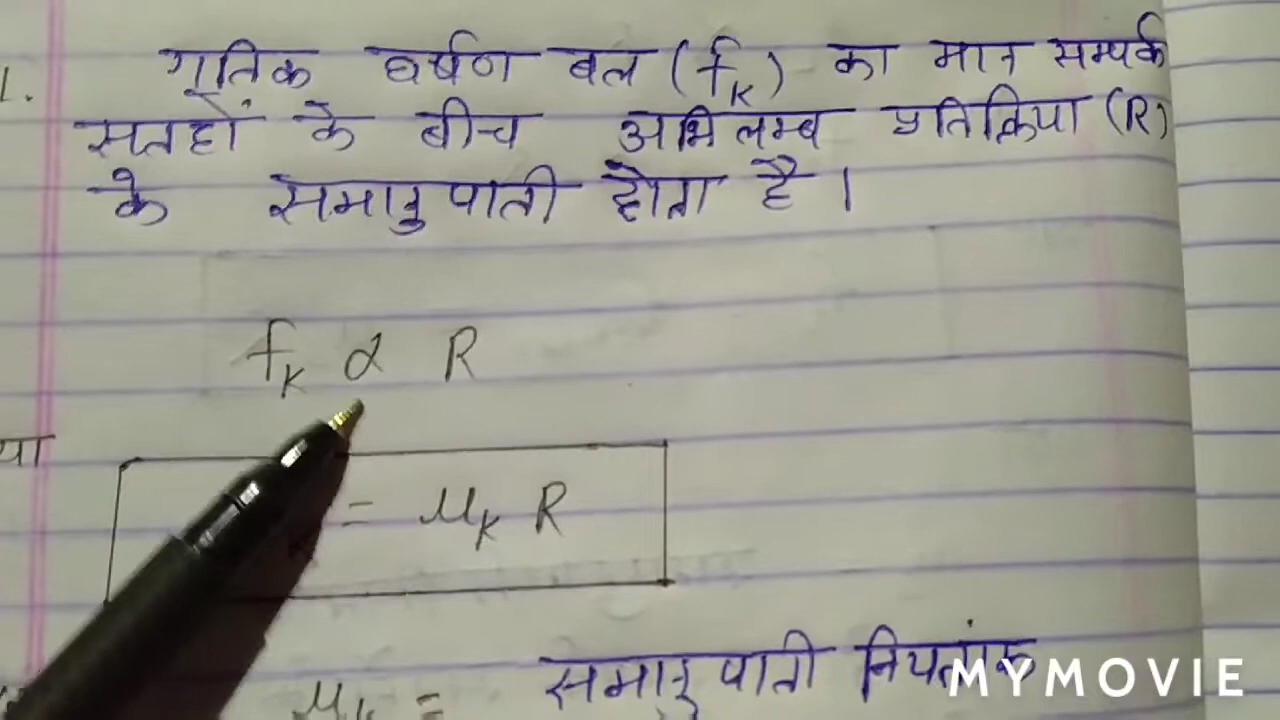 1. गतिक घर्षण बल (fₖ) का मान सम्पर्क
सतहों के बीच अभिलम्ब प्रतिक्रिया (R)
के समानुपाती होता है ।
fₖ ∝ R
या
= μₖ R
μₖ = समानुपाती नियतांक
MYMOVIE